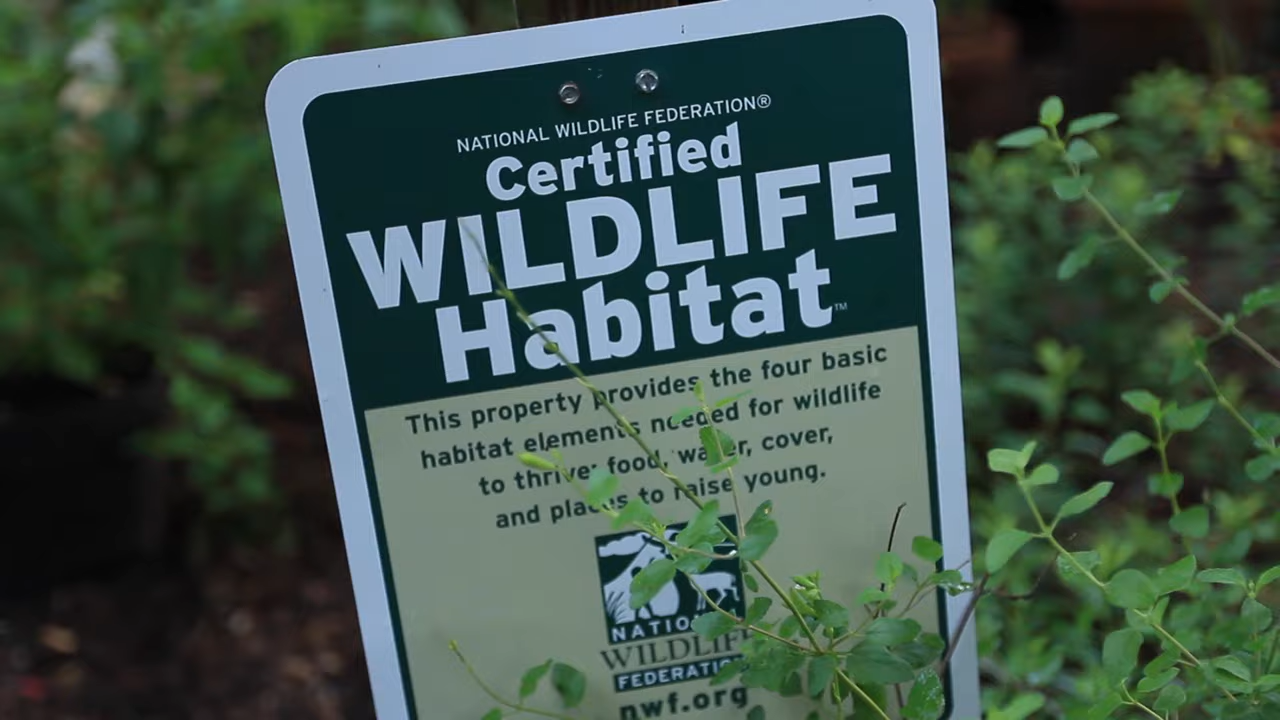 NATIONAL WILDLIFE FEDERATION®
Certified
WILDLIFE
Habitat™
This property provides the four basic
habitat elements needed for wildlife
to thrive: food, water, cover,
and places to raise young.
NATIONAL
WILDLIFE
FEDERATION
nwf.org